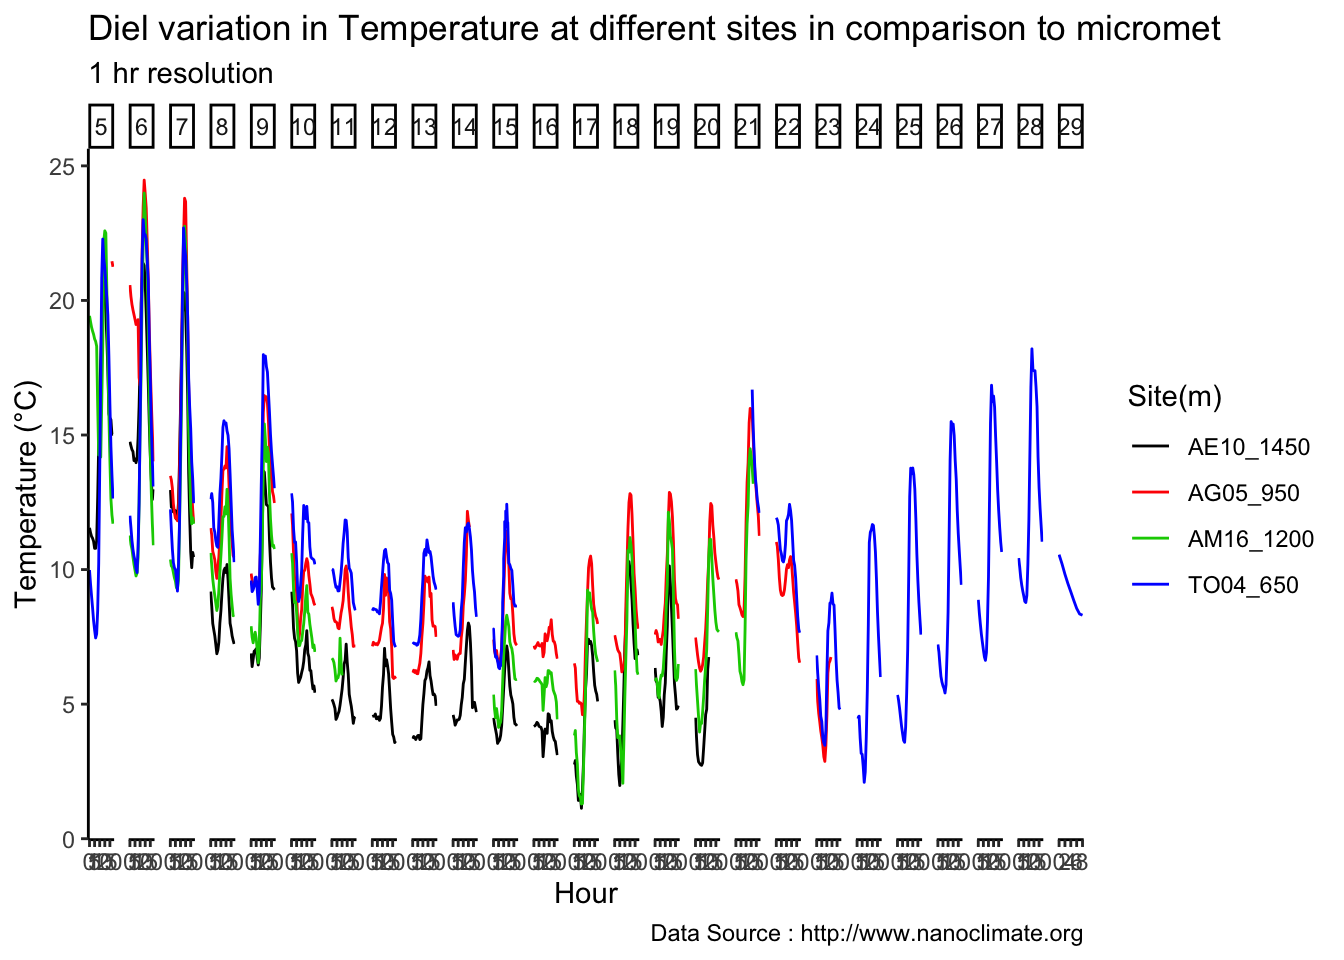 Diel variation in Temperature at different sites in comparison to micromet
1 hr resolution
5 6 7 8 9 10 11 12 13 14 15 16 17 18 19 20 21 22 23 24 25 26 27 28 29
25
20
15
10
5
0
Temperature (°C)
Hour
Site(m)
AE10_1450
AG05_950
AM16_1200
TO04_650
Data Source : http://www.nanoclimate.org